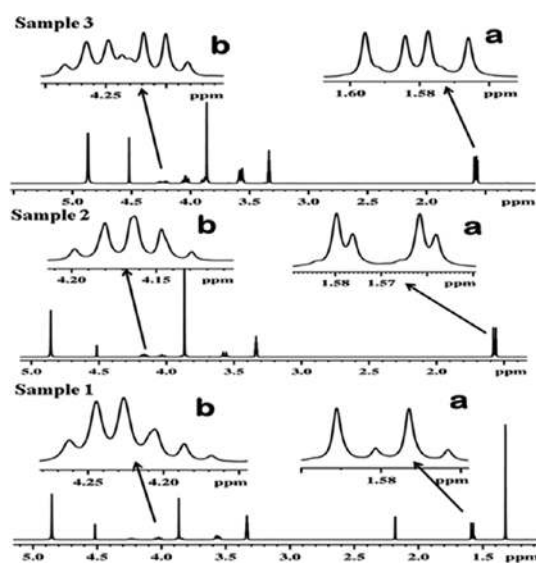 Sample 3
b
a
4.25 ppm
1.60 1.58 ppm
5.0 4.5 4.0 3.5 3.0 2.5 2.0 ppm
Sample 2
b
a
4.20 4.15 ppm
1.58 1.57 ppm
5.0 4.5 4.0 3.5 3.0 2.5 2.0 ppm
Sample 1
b
a
4.25 4.20 ppm
1.58 ppm
5.0 4.5 4.0 3.5 3.0 2.5 2.0 1.5 ppm